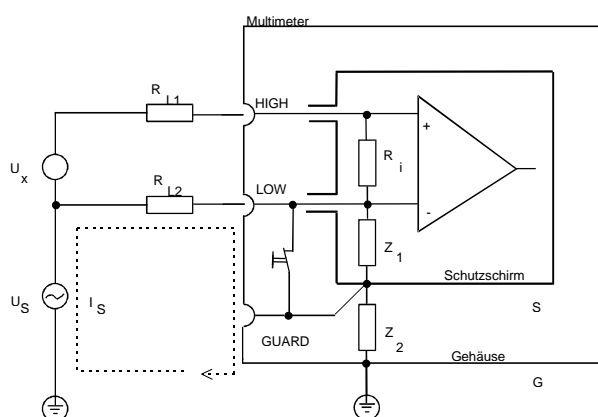 Multimeter
R L1
HIGH
+
R i
U x
R L2
LOW
-
Z 1
Schutzschirm
U S
I S
S
GUARD
Z 2
Gehäuse
G